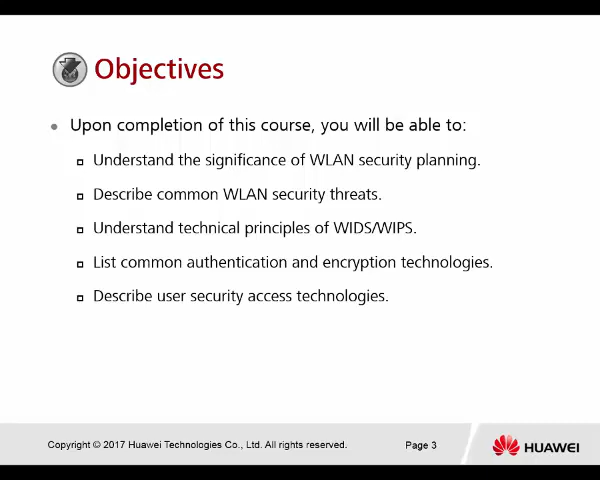 Objectives
Upon completion of this course, you will be able to:
Understand the significance of WLAN security planning.
Describe common WLAN security threats.
Understand technical principles of WIDS/WIPS.
List common authentication and encryption technologies.
Describe user security access technologies.
Copyright © 2017 Huawei Technologies Co., Ltd. All rights reserved.
Page 3
HUAWEI